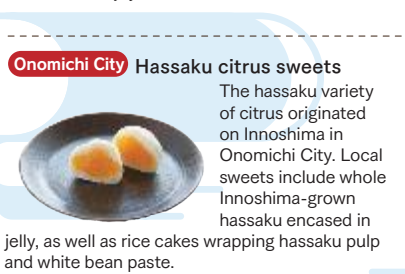 Onomichi City Hassaku citrus sweets
The hassaku variety
of citrus originated
on Innoshima in
Onomichi City. Local
sweets include whole
Innoshima-grown
hassaku encased in
jelly, as well as rice cakes wrapping hassaku pulp
and white bean paste.